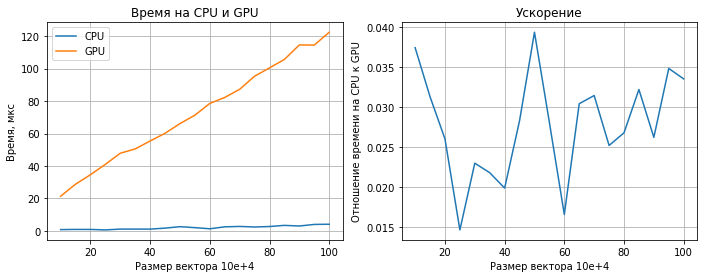 Время на CPU и GPU
CPU
GPU
120
100
80
60
40
20
0
Время, мкс
20
40
60
80
100
Размер вектора 10e+4
Ускорение
0.040
0.035
0.030
0.025
0.020
0.015
Отношение времени на CPU к GPU
20
40
60
80
100
Размер вектора 10e+4